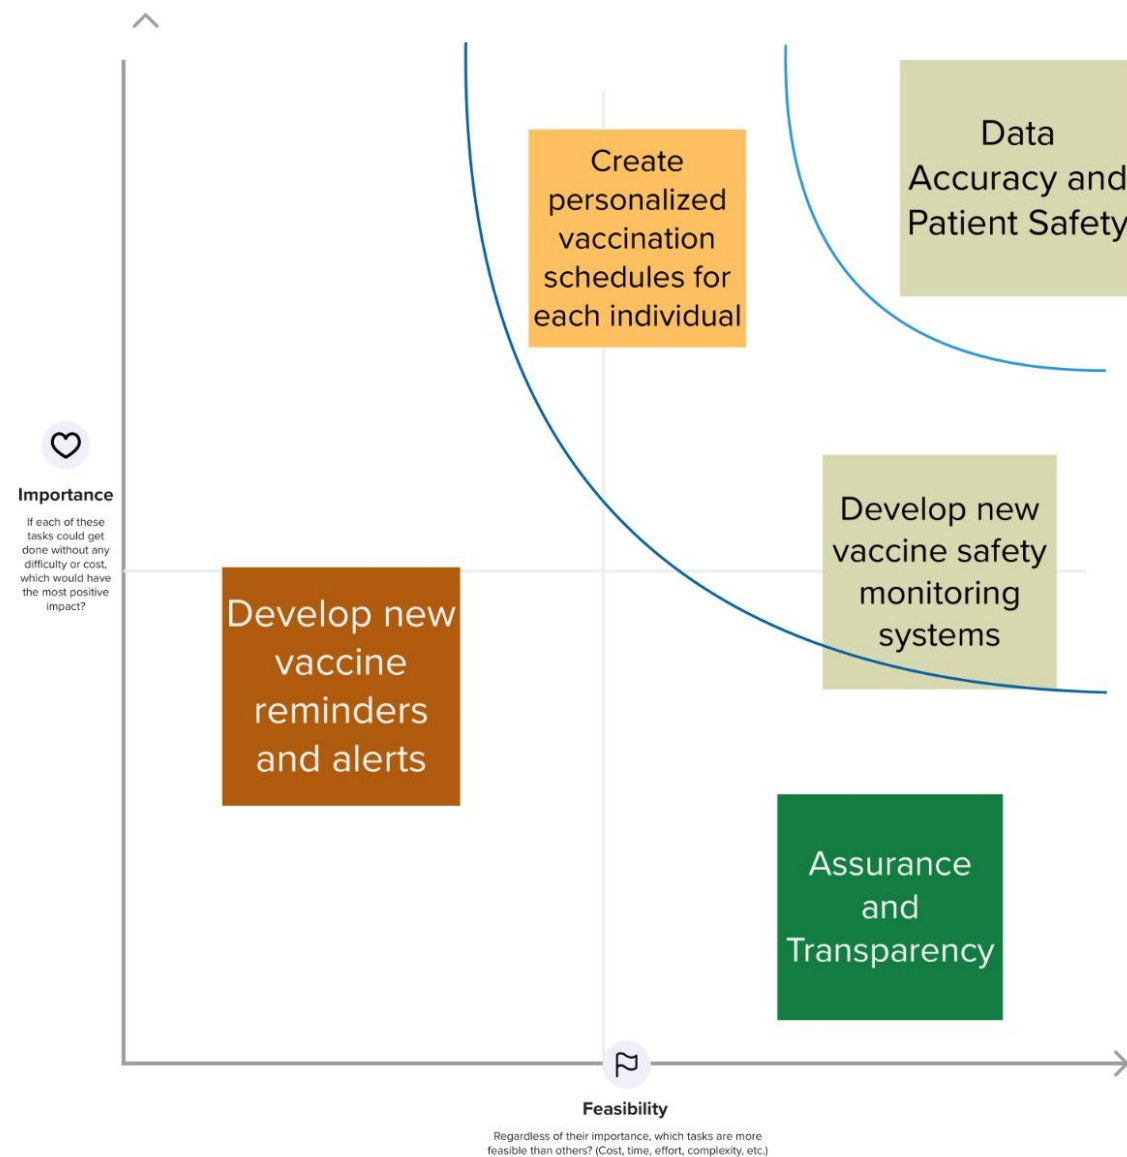 Create
personalized
vaccination
schedules for
each individual
Data
Accuracy and
Patient Safety
Importance
If each of these
tasks could get
done without any
difficulty or cost,
which would have
the most positive
impact?
Develop new
vaccine safety
monitoring
systems
Develop new
vaccine
reminders
and alerts
Assurance
and
Transparency
Feasibility
Regardless of their importance, which tasks are more
feasible than others? (Cost, time, effort, complexity, etc.)